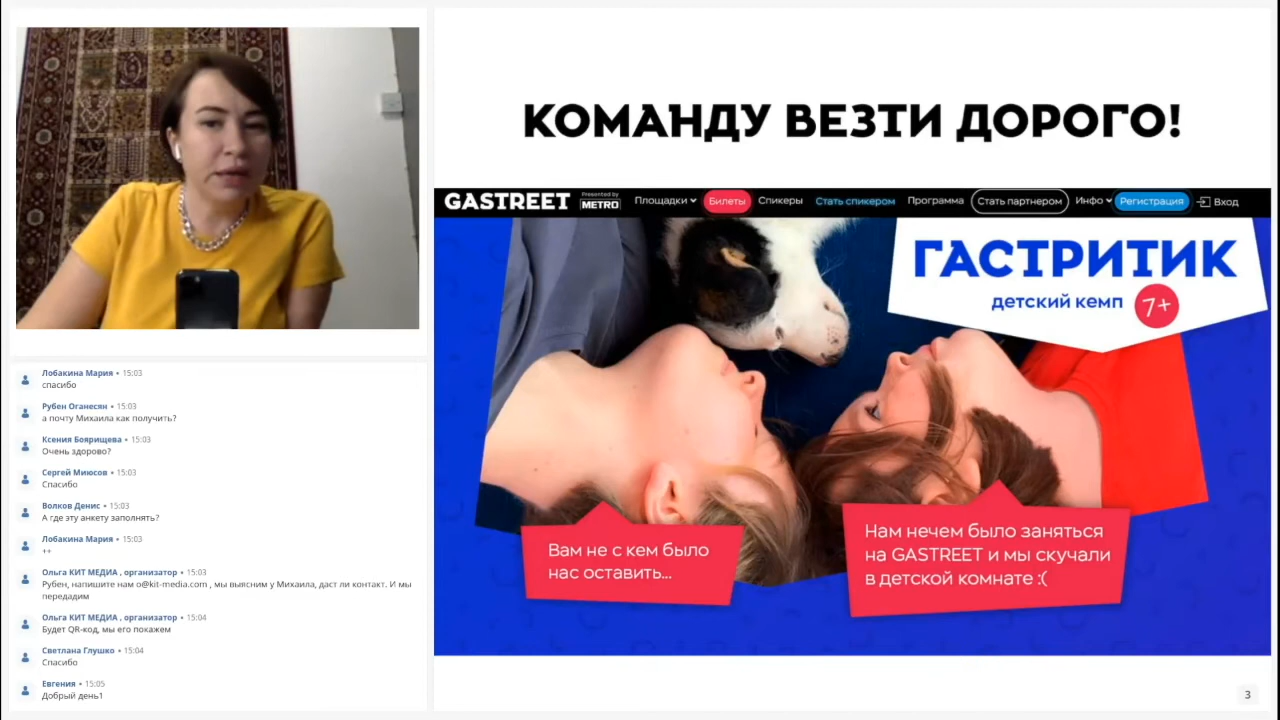 Лобакина Мария • 15:03
спасибо
Рубен Оганесян • 15:03
а почту Михаила как получить?
Ксения Бояρищева • 15:03
Очень здорово?
Сергей Миюсов • 15:03
Спасибо
Волков Денис • 15:03
А где эту анкету заполнять?
Лобакина Мария • 15:03
++
Ольга КИТ МЕДИА , организатор • 15:03
Рубен, напишите нам o@kit-media.com , мы выясним у Михаила, даст ли контакт. И мы
передадим
Ольга КИТ МЕДИА , организатор • 15:04
Будет QR-код, мы его покажем
Светлана Глушко • 15:04
Спасибо
Евгения • 15:05
Добрый день1
КОМАНДУ ВЕЗТИ ДОРОГО!
GASTREET Presented by METRO Площадки Билеты Спикеры Стать спикером Программа Стать партнером Инфо Регистрация Вход
ГАСТРИТИК
детский кемп 7+
Вам не с кем было
нас оставить...
Нам нечем было заняться
на GASTREET и мы скучали
в детской комнате :(
3